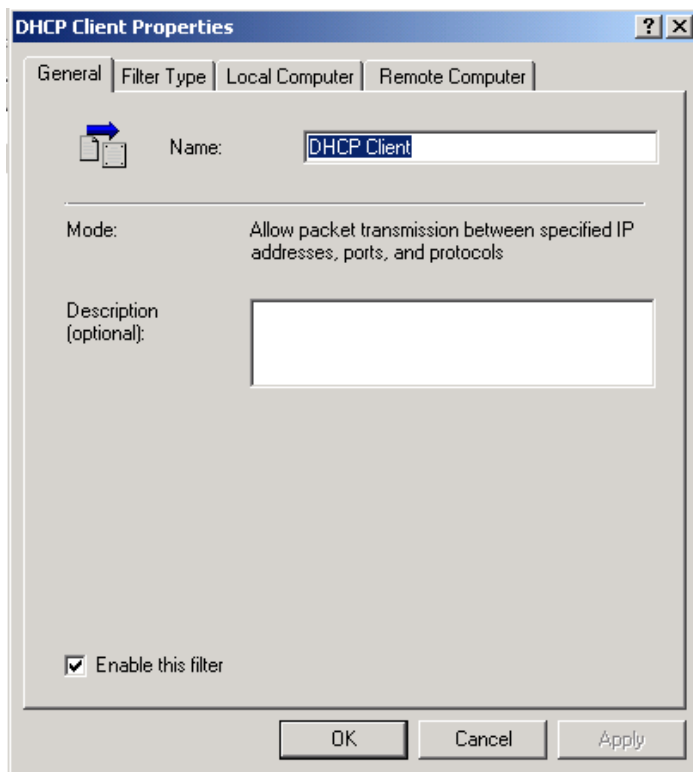 DHCP Client Properties
General Filter Type Local Computer Remote Computer
Name: DHCP Client
Mode: Allow packet transmission between specified IP
addresses, ports, and protocols
Description
(optional):
Enable this filter
OK Cancel Apply